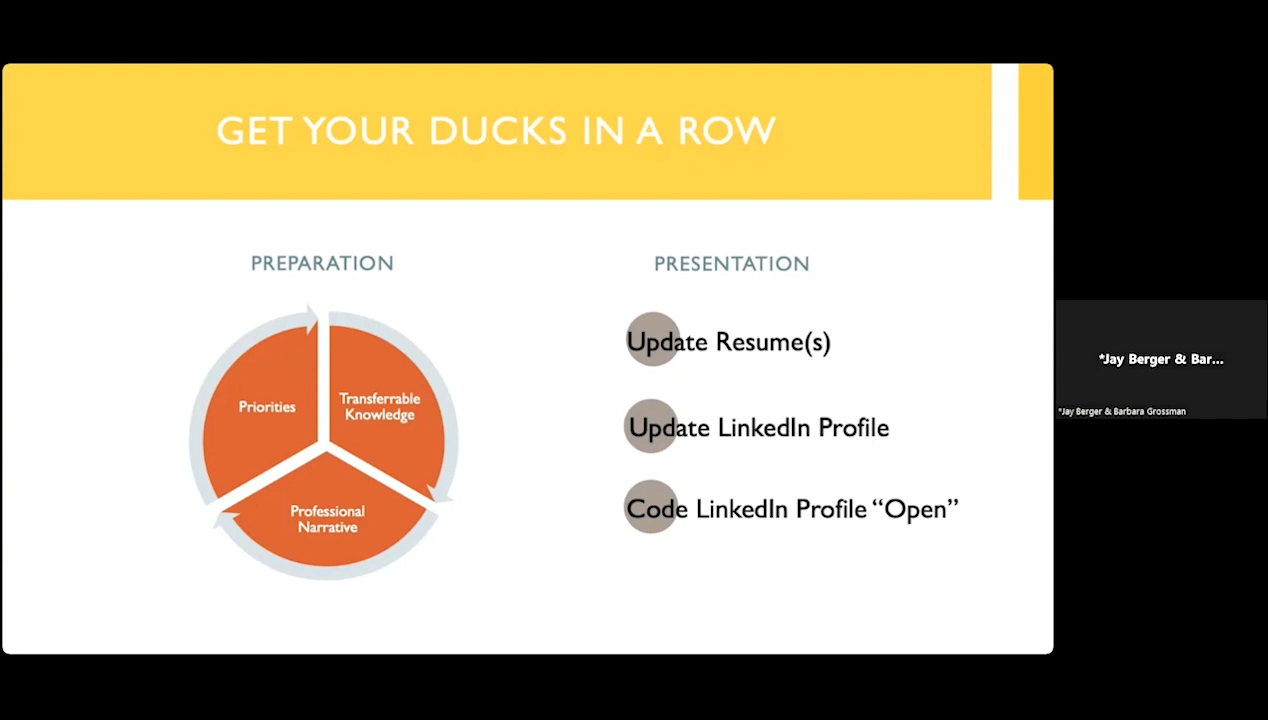 GET YOUR DUCKS IN A ROW
PREPARATION
Priorities
Transferrable
Knowledge
Professional
Narrative
PRESENTATION
Update Resume(s)
Update LinkedIn Profile
Code LinkedIn Profile “Open”
*Jay Berger & Bar...
*Jay Berger & Barbara Grossman